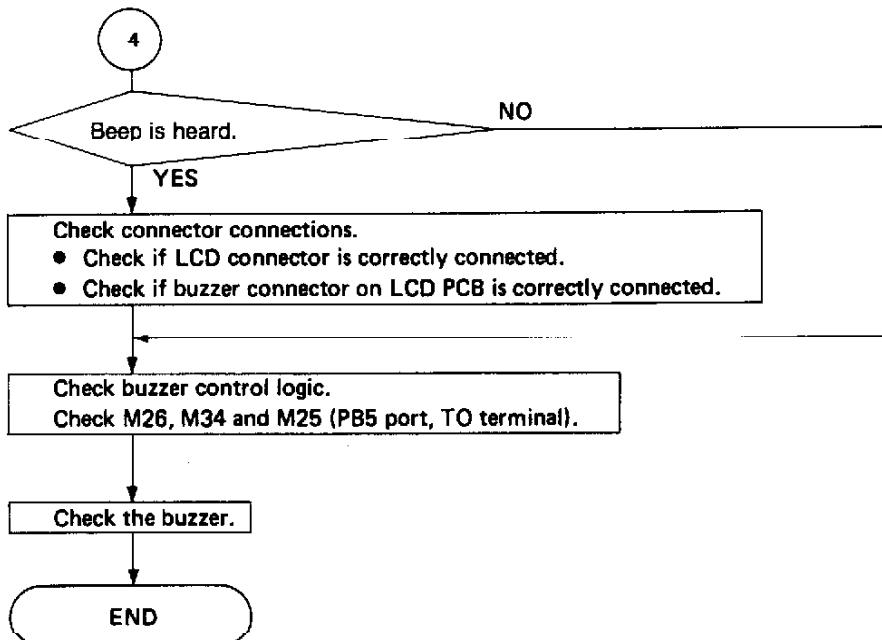 4
Beep is heard.
NO
YES
Check connector connections.
● Check if LCD connector is correctly connected.
● Check if buzzer connector on LCD PCB is correctly connected.
Check buzzer control logic.
Check M26, M34 and M25 (PB5 port, TO terminal).
Check the buzzer.
END